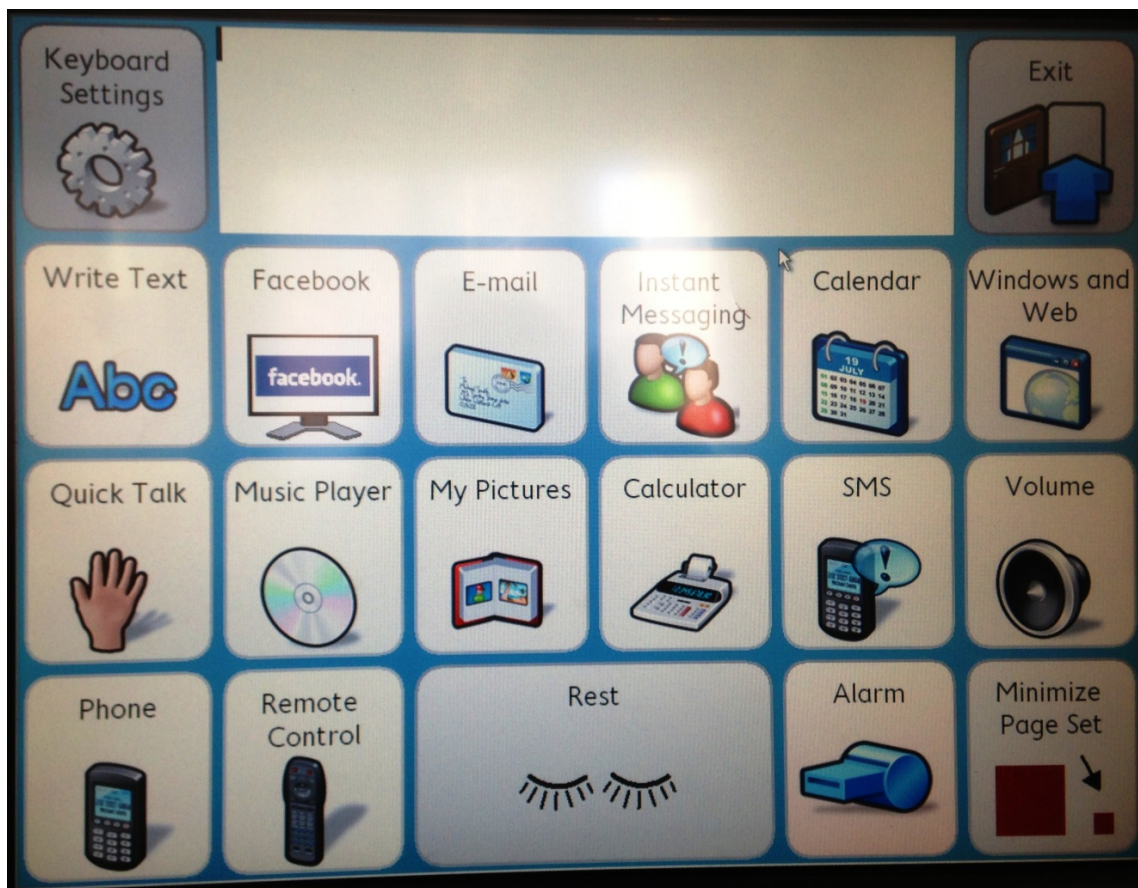 Keyboard
Settings
Exit
Write Text
Facebook
E-mail
Instant
Messaging
Calendar
Windows and
Web
Abc
facebook.
19
JULY
Quick Talk
Music Player
My Pictures
Calculator
SMS
Volume
Phone
Remote
Control
Rest
Alarm
Minimize
Page Set